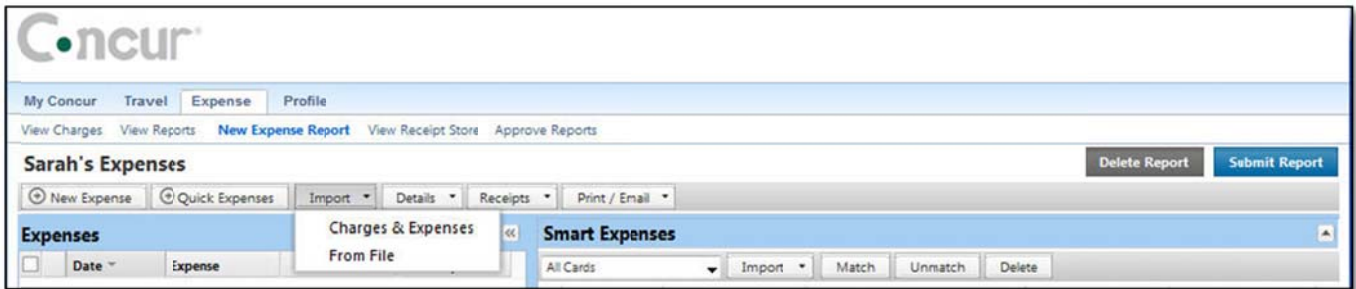 Concur
My Concur Travel Expense Profile
View Charges View Reports New Expense Report View Receipt Store Approve Reports
Sarah's Expenses Delete Report Submit Report
New Expense Quick Expenses Import Details Receipts Print / Email
Charges & Expenses
From File
Expenses Smart Expenses
Date Expense All Cards Import Match Unmatch Delete